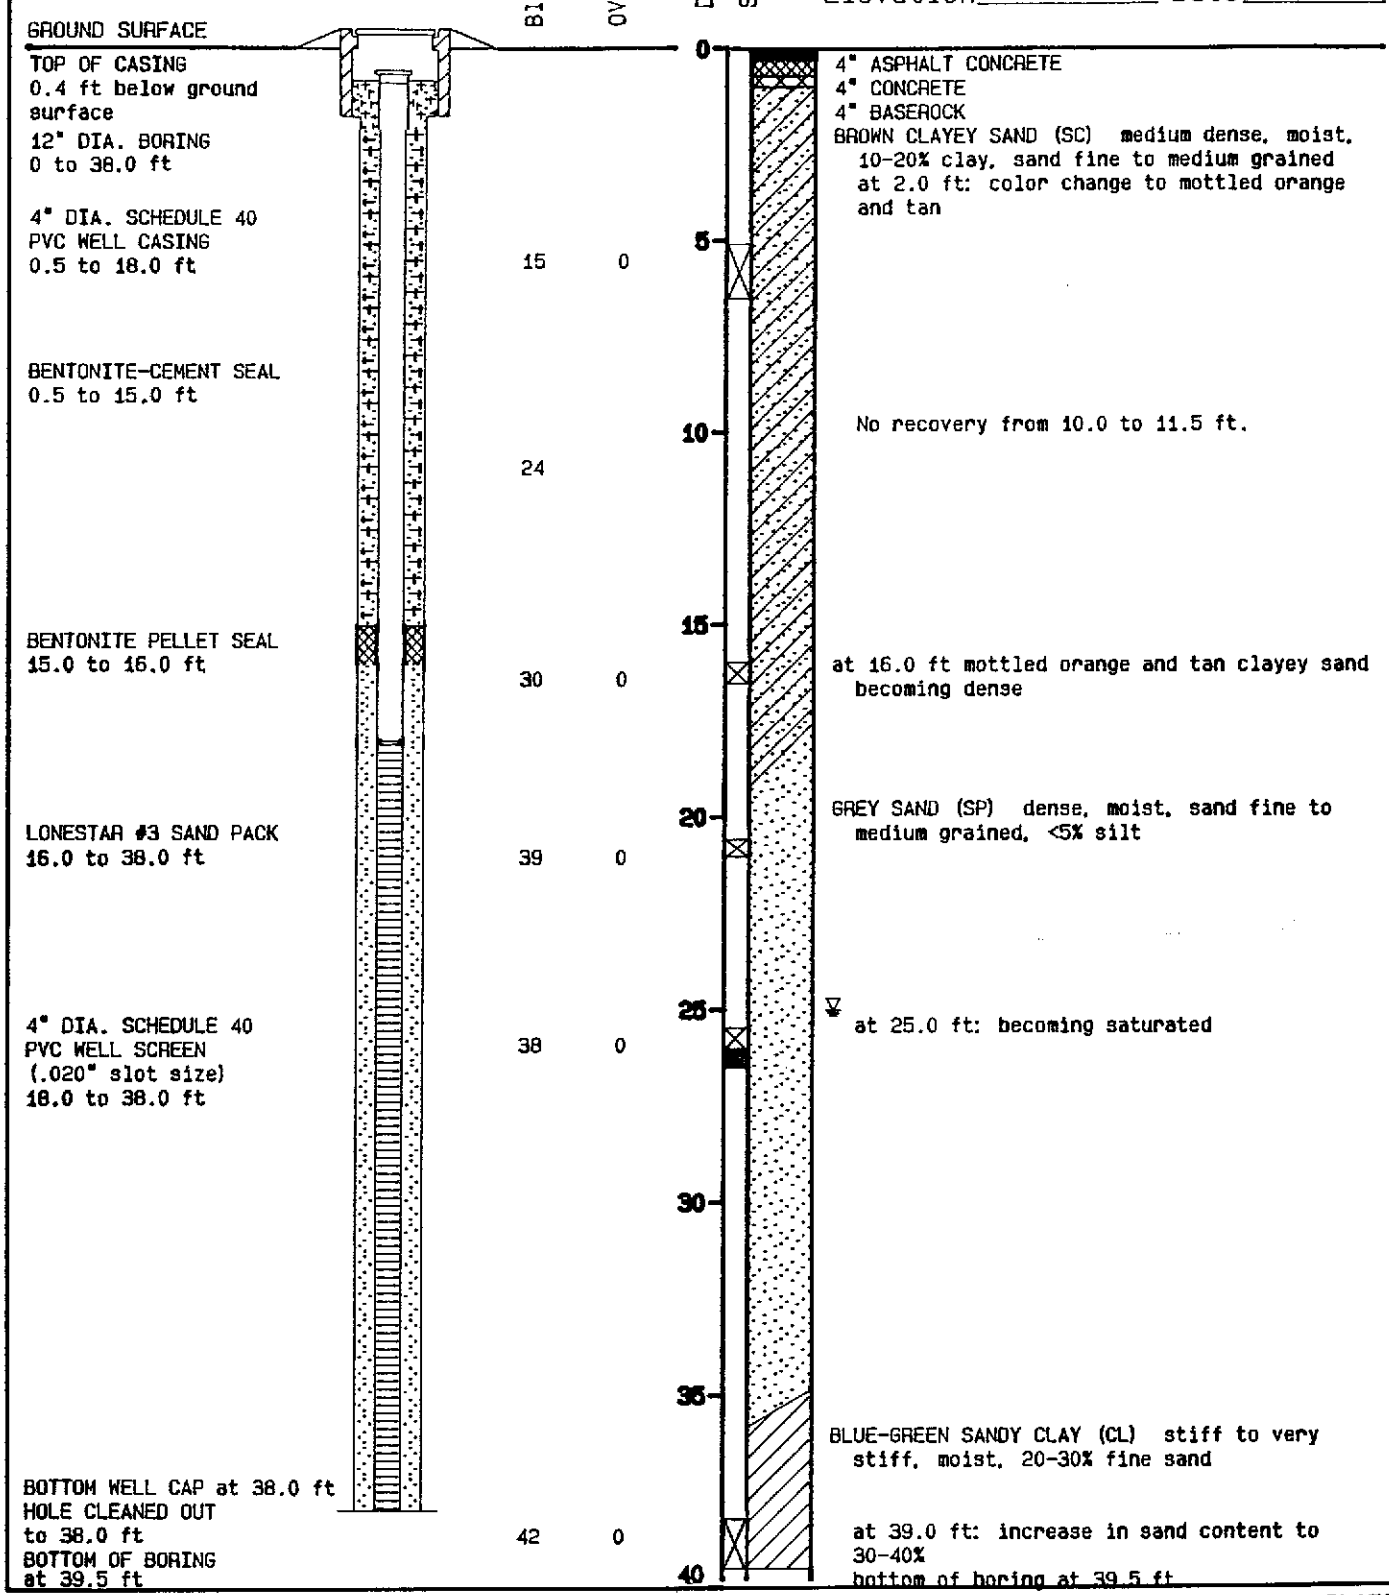 Elevation
GROUND SURFACE
TOP OF CASING
0.4 ft below ground
surface
12" DIA. BORING
0 to 38.0 ft
4" DIA. SCHEDULE 40
PVC WELL CASING
0.5 to 18.0 ft
BENTONITE-CEMENT SEAL
0.5 to 15.0 ft
BENTONITE PELLET SEAL
15.0 to 16.0 ft
LONESTAR #3 SAND PACK
16.0 to 38.0 ft
4" DIA. SCHEDULE 40
PVC WELL SCREEN
(.020" slot size)
18.0 to 38.0 ft
BOTTOM WELL CAP at 38.0 ft
HOLE CLEANED OUT
to 38.0 ft
BOTTOM OF BORING
at 39.5 ft
15 0
24
30 0
39 0
38 0
42 0
0
5
10
15
20
25
30
35
40
4" ASPHALT CONCRETE
4" CONCRETE
4" BASEROCK
BROWN CLAYEY SAND (SC) medium dense, moist,
10-20% clay, sand fine to medium grained
at 2.0 ft: color change to mottled orange
and tan
No recovery from 10.0 to 11.5 ft.
at 16.0 ft mottled orange and tan clayey sand
becoming dense
GREY SAND (SP) dense, moist, sand fine to
medium grained, <5% silt
at 25.0 ft: becoming saturated
BLUE-GREEN SANDY CLAY (CL) stiff to very
stiff, moist, 20-30% fine sand
at 39.0 ft: increase in sand content to
30-40%
bottom of boring at 39.5 ft